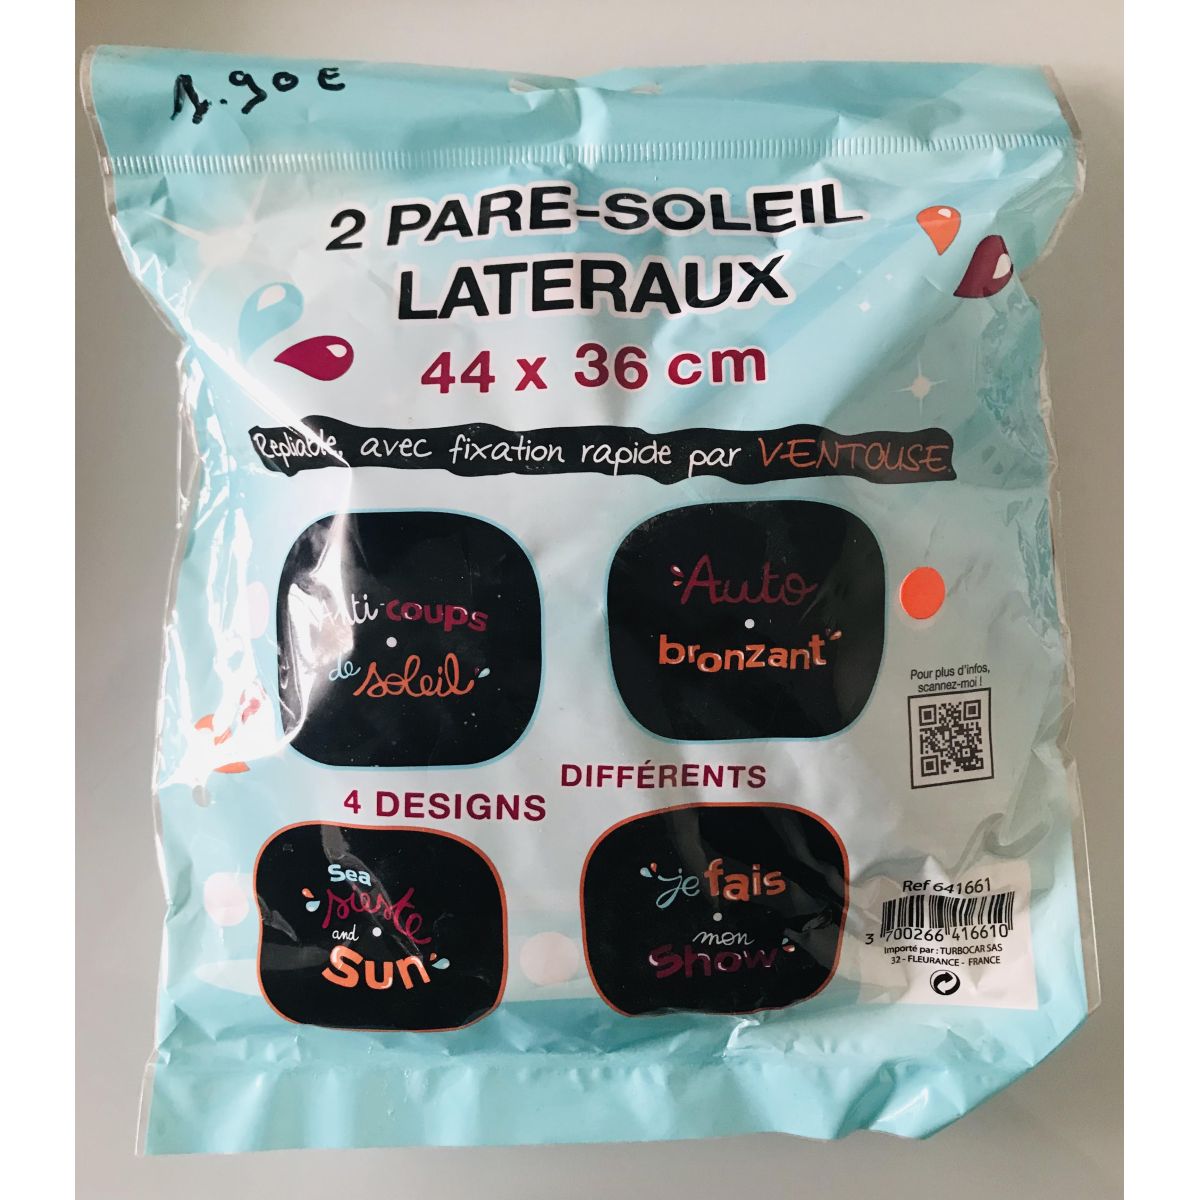 1.90€
2 PARE-SOLEIL
LATERAUX
44 x 36 cm
Repliable, avec fixation rapide par VENTOUSE
Anti-coups
de soleil
Auto
bronzant
Pour plus d'infos,
scannez-moi !
4 DESIGNS DIFFÉRENTS
Sea
sieste
and
Sun
je fais
mon
Show
Ref 641661
3 700266 416610
Importé par : TURBOCAR SAS
32 - FLEURANCE - FRANCE